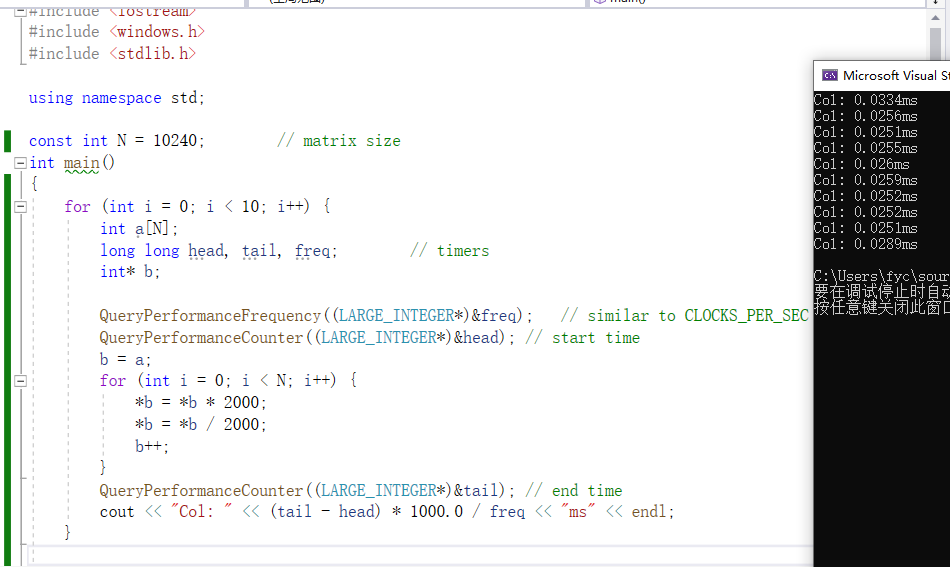 main()
#include <iostream>
#include <windows.h>
#include <stdlib.h>
using namespace std;
const int N = 10240; // matrix size
int main()
{
for (int i = 0; i < 10; i++) {
int a[N];
long long head, tail, freq; // timers
int* b;
QueryPerformanceFrequency((LARGE_INTEGER*)&freq); // similar to CLOCKS_PER_SEC
QueryPerformanceCounter((LARGE_INTEGER*)&head); // start time
b = a;
for (int i = 0; i < N; i++) {
*b = *b * 2000;
*b = *b / 2000;
b++;
}
QueryPerformanceCounter((LARGE_INTEGER*)&tail); // end time
cout << "Col: " << (tail - head) * 1000.0 / freq << "ms" << endl;
}
Microsoft Visual St
Col: 0.0334ms
Col: 0.0256ms
Col: 0.0251ms
Col: 0.0255ms
Col: 0.026ms
Col: 0.0259ms
Col: 0.0252ms
Col: 0.0252ms
Col: 0.0251ms
Col: 0.0289ms
C:\Users\fyc\sour
要在调试停止时自动
按任意键关闭此窗口